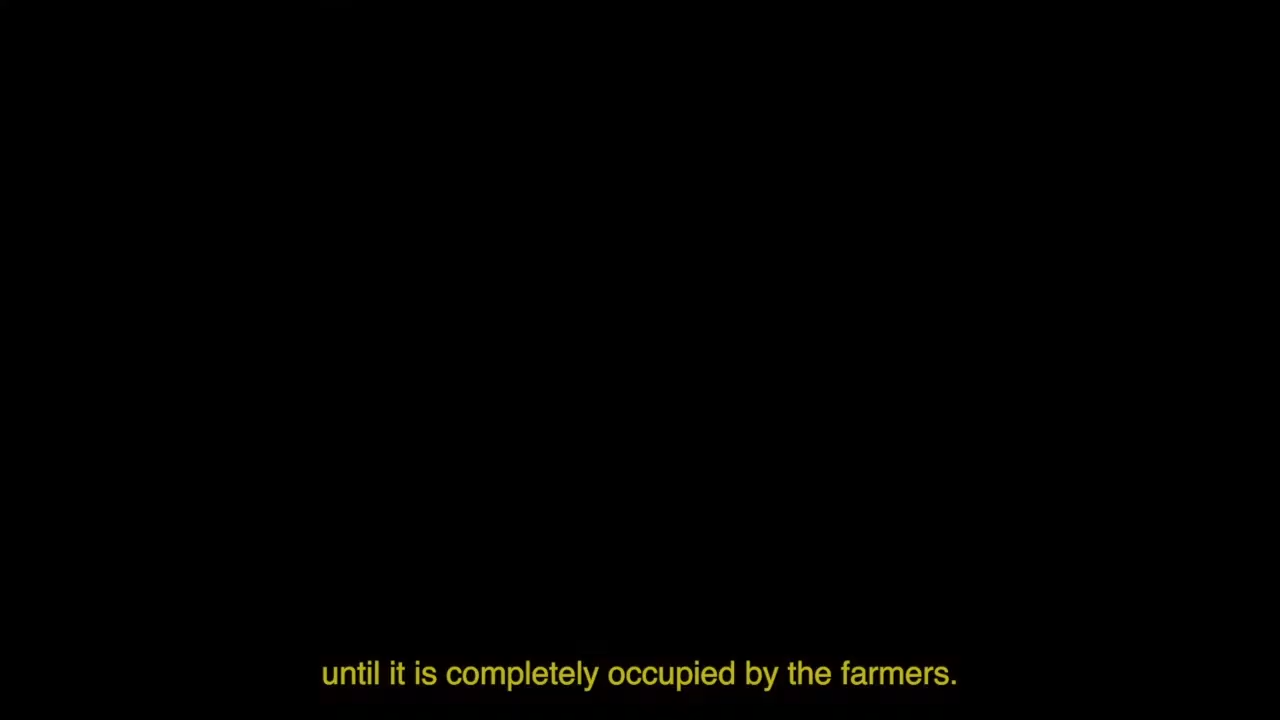 until it is completely occupied by the farmers.